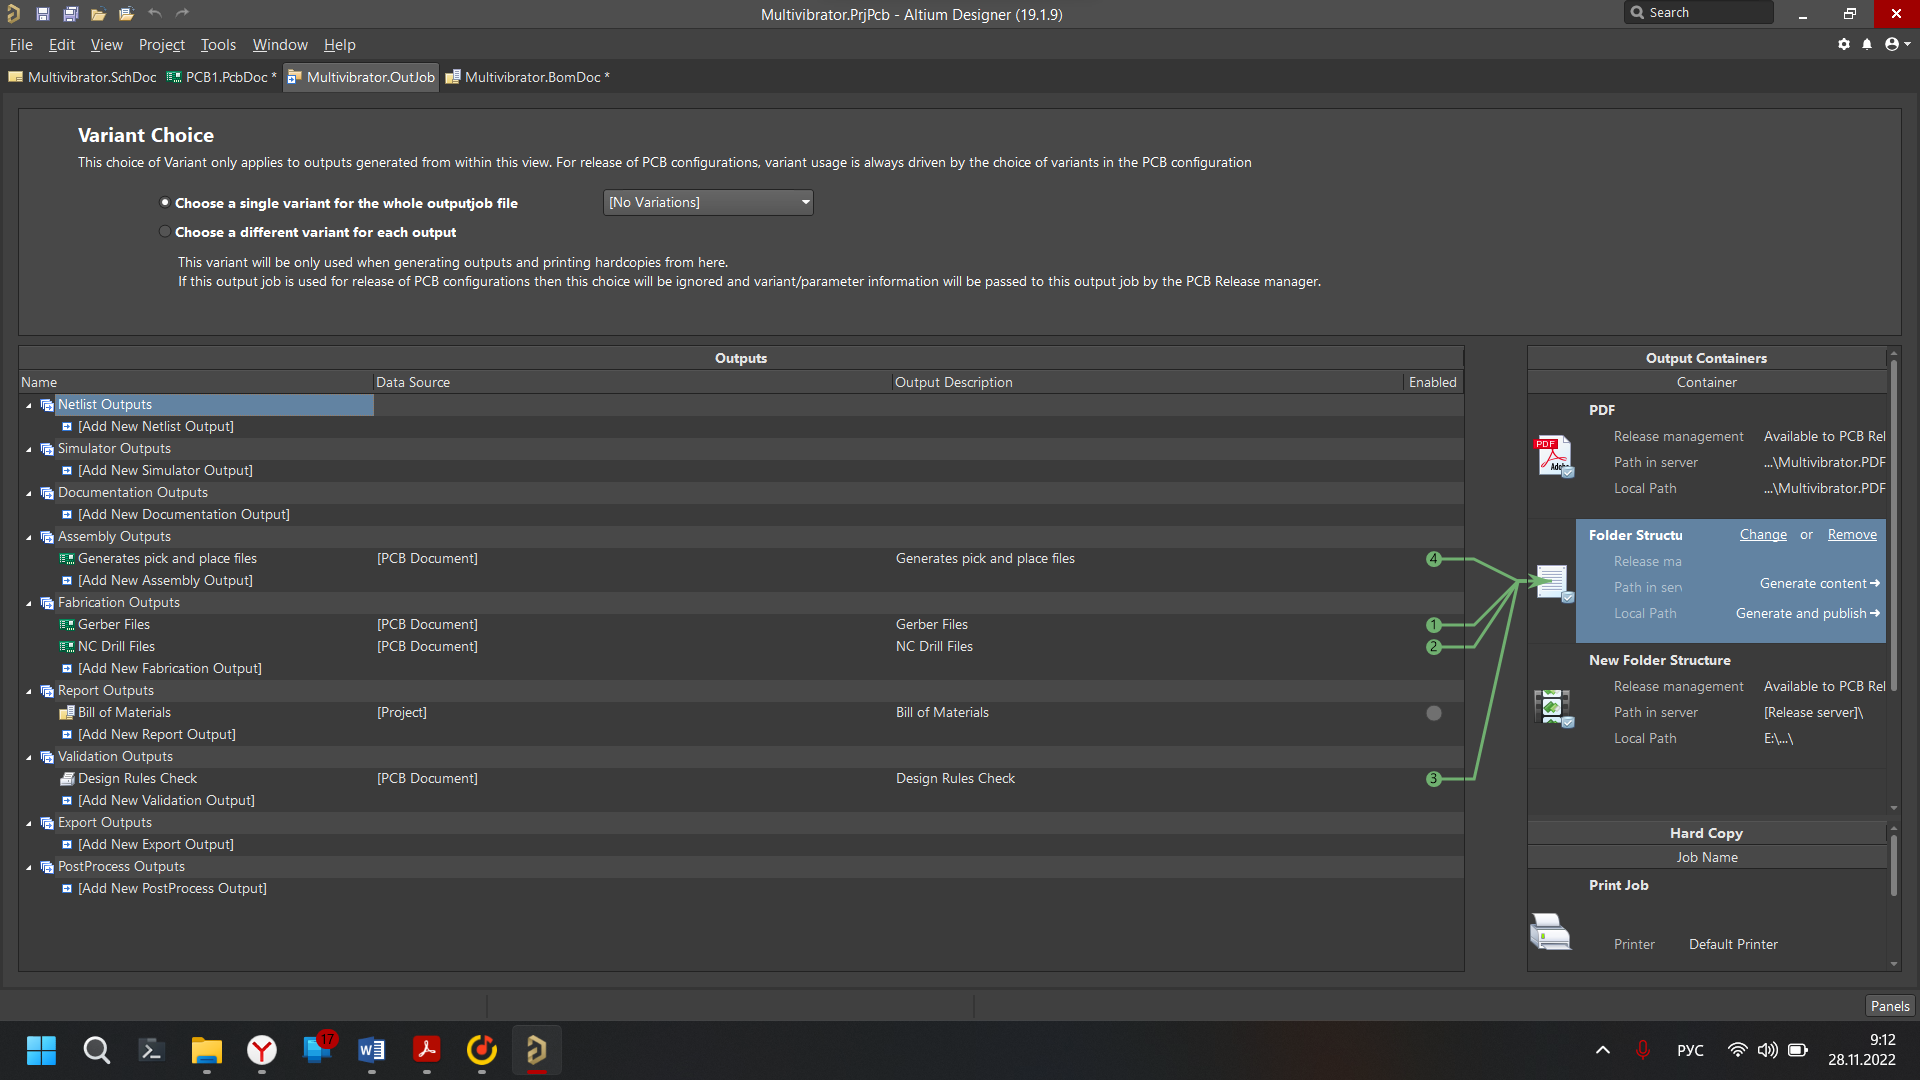 Multivibrator.PrjPcb - Altium Designer (19.1.9)
Search
File Edit View Project Tools Window Help
Multivibrator.SchDoc PCB1.PcbDoc * Multivibrator.OutJob Multivibrator.BomDoc *
Variant Choice
This choice of Variant only applies to outputs generated from within this view. For release of PCB configurations, variant usage is always driven by the choice of variants in the PCB configuration
Choose a single variant for the whole outputjob file [No Variations]
Choose a different variant for each output
This variant will be only used when generating outputs and printing hardcopies from here.
If this output job is used for release of PCB configurations then this choice will be ignored and variant/parameter information will be passed to this output job by the PCB Release manager.
Outputs
Name Data Source Output Description Enabled
Netlist Outputs
[Add New Netlist Output]
Simulator Outputs
[Add New Simulator Output]
Documentation Outputs
[Add New Documentation Output]
Assembly Outputs
Generates pick and place files [PCB Document] Generates pick and place files 4
[Add New Assembly Output]
Fabrication Outputs
Gerber Files [PCB Document] Gerber Files 1
NC Drill Files [PCB Document] NC Drill Files 2
[Add New Fabrication Output]
Report Outputs
Bill of Materials [Project] Bill of Materials
[Add New Report Output]
Validation Outputs
Design Rules Check [PCB Document] Design Rules Check 3
[Add New Validation Output]
Export Outputs
[Add New Export Output]
PostProcess Outputs
[Add New PostProcess Output]
Output Containers
Container
PDF
Release management Available to PCB Rel
Path in server ...\Multivibrator.PDF
Local Path ...\Multivibrator.PDF
PDF
Adobe
Folder Structu Change or Remove
Release ma
Path in serv Generate content
Local Path Generate and publish
New Folder Structure
Release management Available to PCB Rel
Path in server [Release server]\
Local Path E:\...\
Hard Copy
Job Name
Print Job
Printer Default Printer
Panels
17
РУС
9:12
28.11.2022